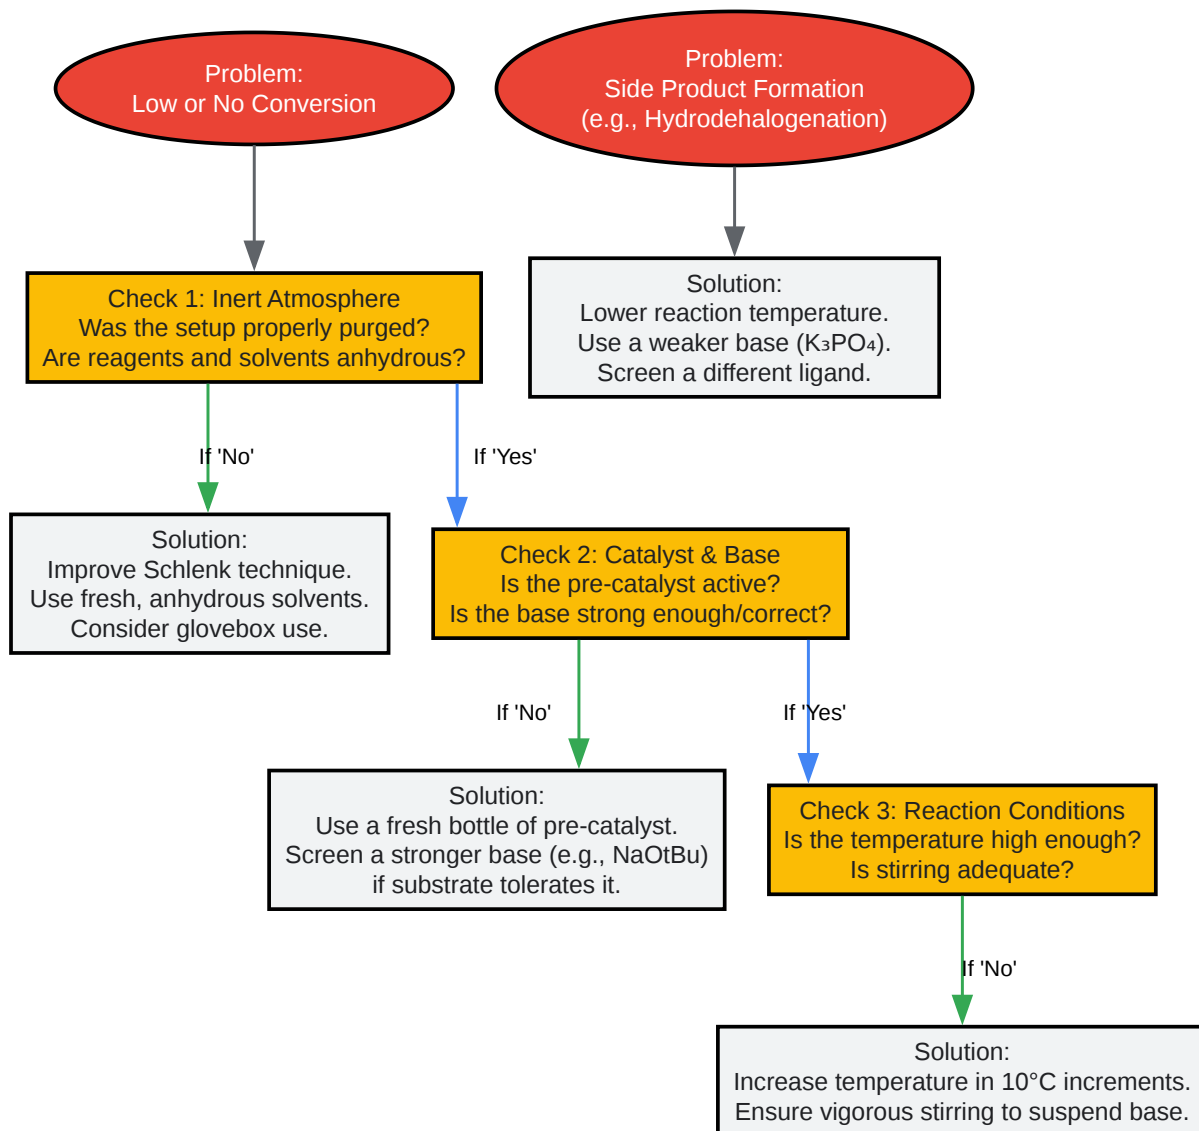 Problem:
Low or No Conversion
Problem:
Side Product Formation
(e.g., Hydrodehalogenation)
Check 1: Inert Atmosphere
Was the setup properly purged?
Are reagents and solvents anhydrous?
Solution:
Lower reaction temperature.
Use a weaker base (K₃PO₄).
Screen a different ligand.
If 'No'
If 'Yes'
Solution:
Improve Schlenk technique.
Use fresh, anhydrous solvents.
Consider glovebox use.
Check 2: Catalyst & Base
Is the pre-catalyst active?
Is the base strong enough/correct?
If 'No'
If 'Yes'
Solution:
Use a fresh bottle of pre-catalyst.
Screen a stronger base (e.g., NaOtBu)
if substrate tolerates it.
Check 3: Reaction Conditions
Is the temperature high enough?
Is stirring adequate?
If 'No'
Solution:
Increase temperature in 10°C increments.
Ensure vigorous stirring to suspend base.